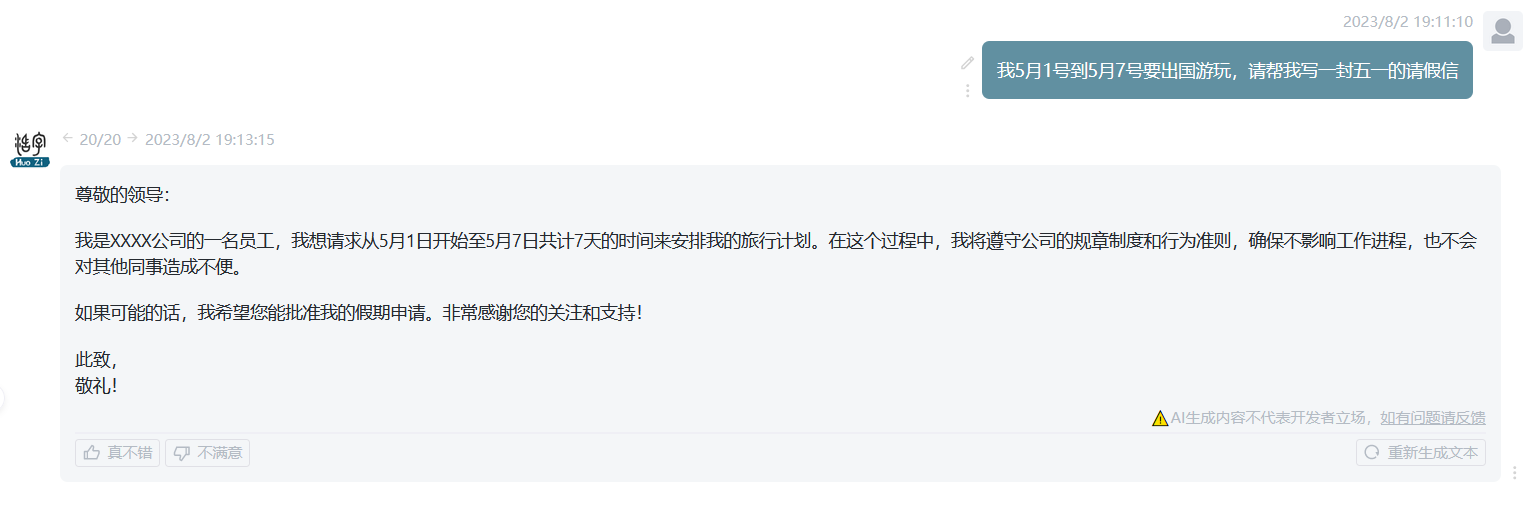 2023/8/2 19:11:10
我5月1号到5月7号要出国游玩，请帮我写一封五一的请假信
活字
Huo Zi
← 20/20 → 2023/8/2 19:13:15
尊敬的领导：
我是XXXX公司的一名员工，我想请求从5月1日开始至5月7日共计7天的时间来安排我的旅行计划。在这个过程中，我将遵守公司的规章制度和行为准则，确保不影响工作进程，也不会
对其他同事造成不便。
如果可能的话，我希望您能批准我的假期申请。非常感谢您的关注和支持！
此致，
敬礼！
AI生成内容不代表开发者立场，如有问题请反馈
真不错 不满意 重新生成文本